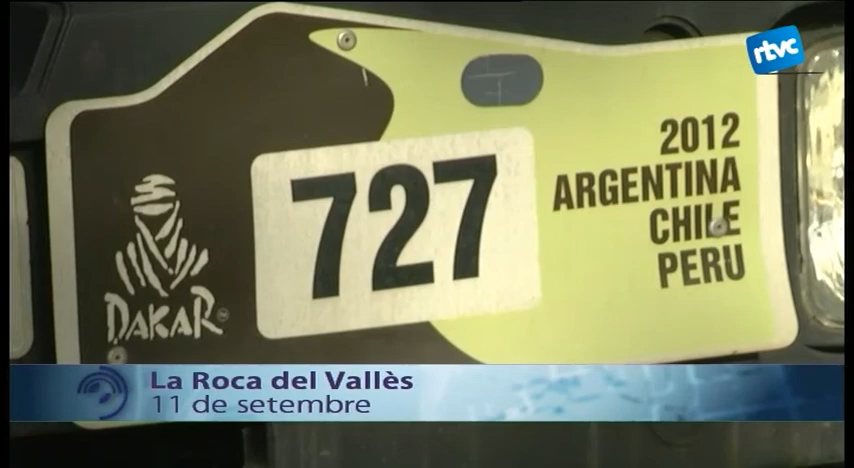 rtvc
2012
ARGENTINA
CHILE
PERU
727
DAKAR
La Roca del Vallès
11 de setembre